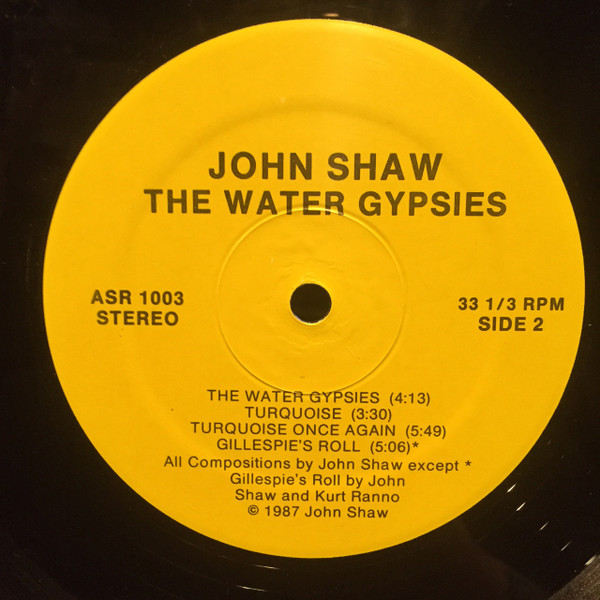 JOHN SHAW
THE WATER GYPSIES
ASR 1003
STEREO
33 1/3 RPM
SIDE 2
THE WATER GYPSIES (4:13)
TURQUOISE (3:30)
TURQUOISE ONCE AGAIN (5:49)
GILLESPIE'S ROLL (5:06)*
All Compositions by John Shaw except *
Gillespie's Roll by John
Shaw and Kurt Ranno
© 1987 John Shaw